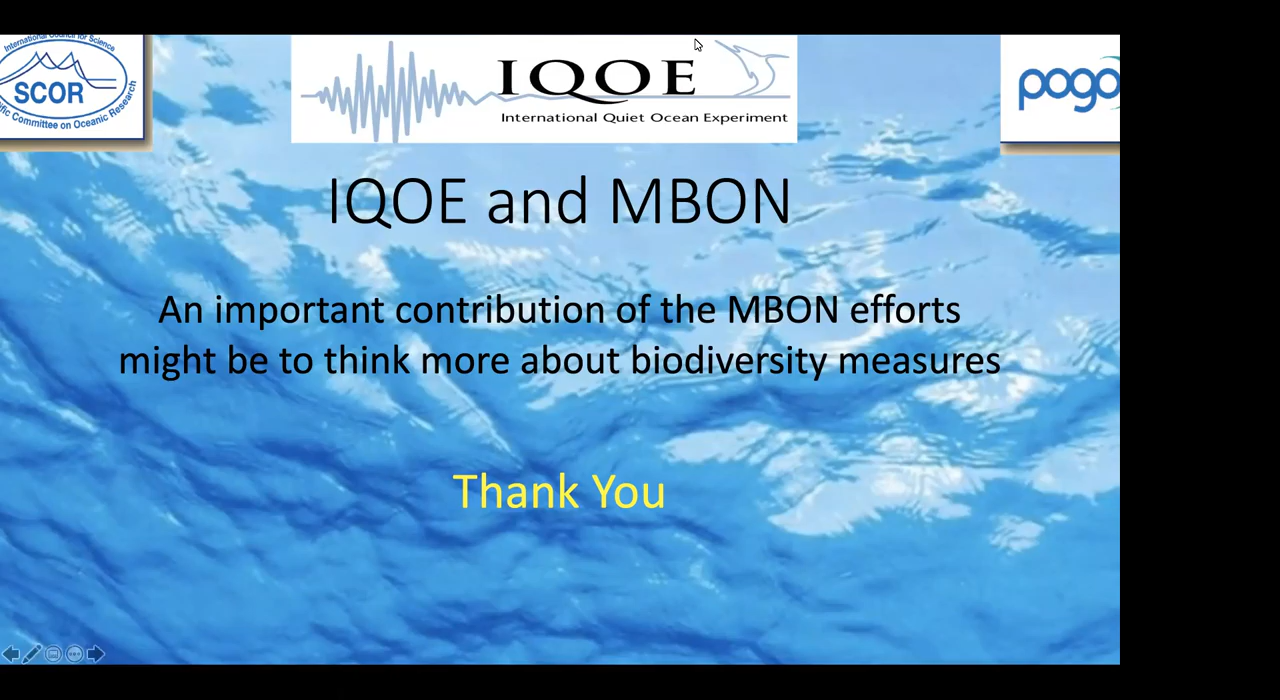 International Council for Science
SCOR
Scientific Committee on Oceanic Research
IQOE
International Quiet Ocean Experiment
pogo
IQOE and MBON
An important contribution of the MBON efforts
might be to think more about biodiversity measures
Thank You